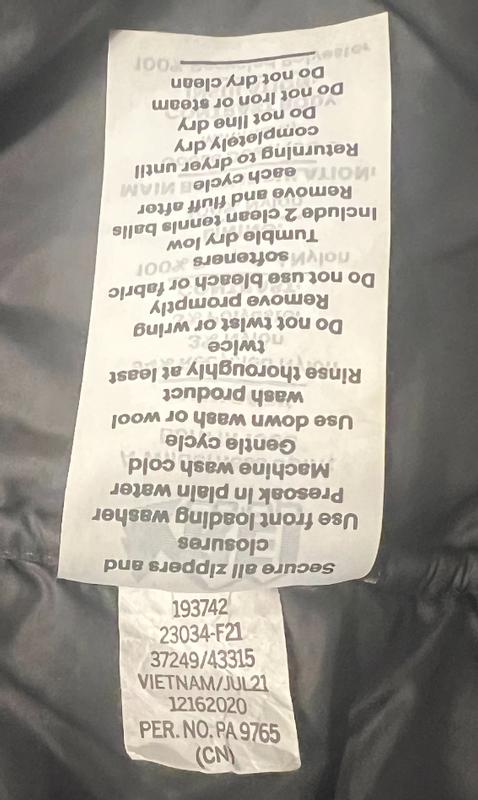 Secure all zippers and
closures
Use front loading washer
Presoak in plain water
Machine wash cold
Gentle cycle
Use down wash or wool
wash product
Rinse thoroughly at least
twice
Do not twist or wring
Remove promptly
Do not use bleach or fabric
softeners
Tumble dry low
Include 2 clean tennis balls
Remove and fluff after
each cycle
Returning to dryer until
completely dry
Do not line dry
Do not iron or steam
Do not dry clean
193742
23034-F21
37249/43315
VIETNAM/JUL21
12162020
PER. NO. PA 9765
(CN)